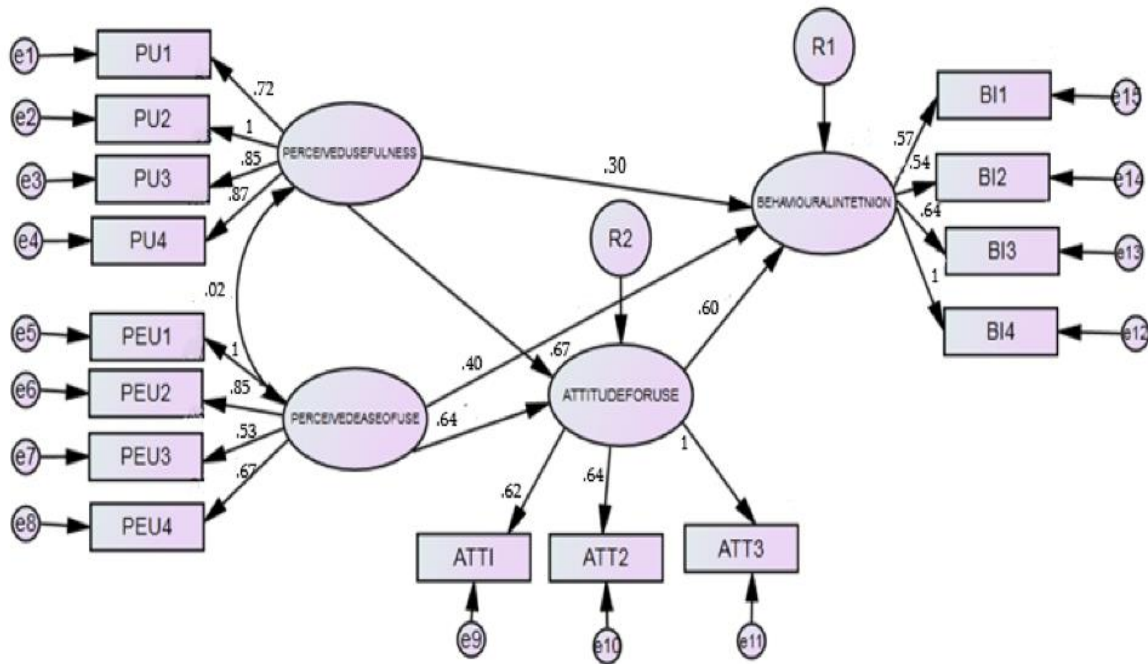 e1
PU1
.72
e2
PU2
1
e3
PU3
.85
e4
PU4
.87
PERCEIVEDUSEFULNESS
.30
R1
R2
BEHAVIOURALINTETNION
.57
BI1
e15
.54
BI2
e14
.64
BI3
e13
1
BI4
e12
.02
e5
PEU1
1
e6
PEU2
.85
e7
PEU3
.53
e8
PEU4
.67
PERCEIVEDEASEOFUSE
.40
.67
.64
.60
ATTITUDEFORUSE
.62
.64
1
ATTI
ATT2
ATT3
e9
e10
e11